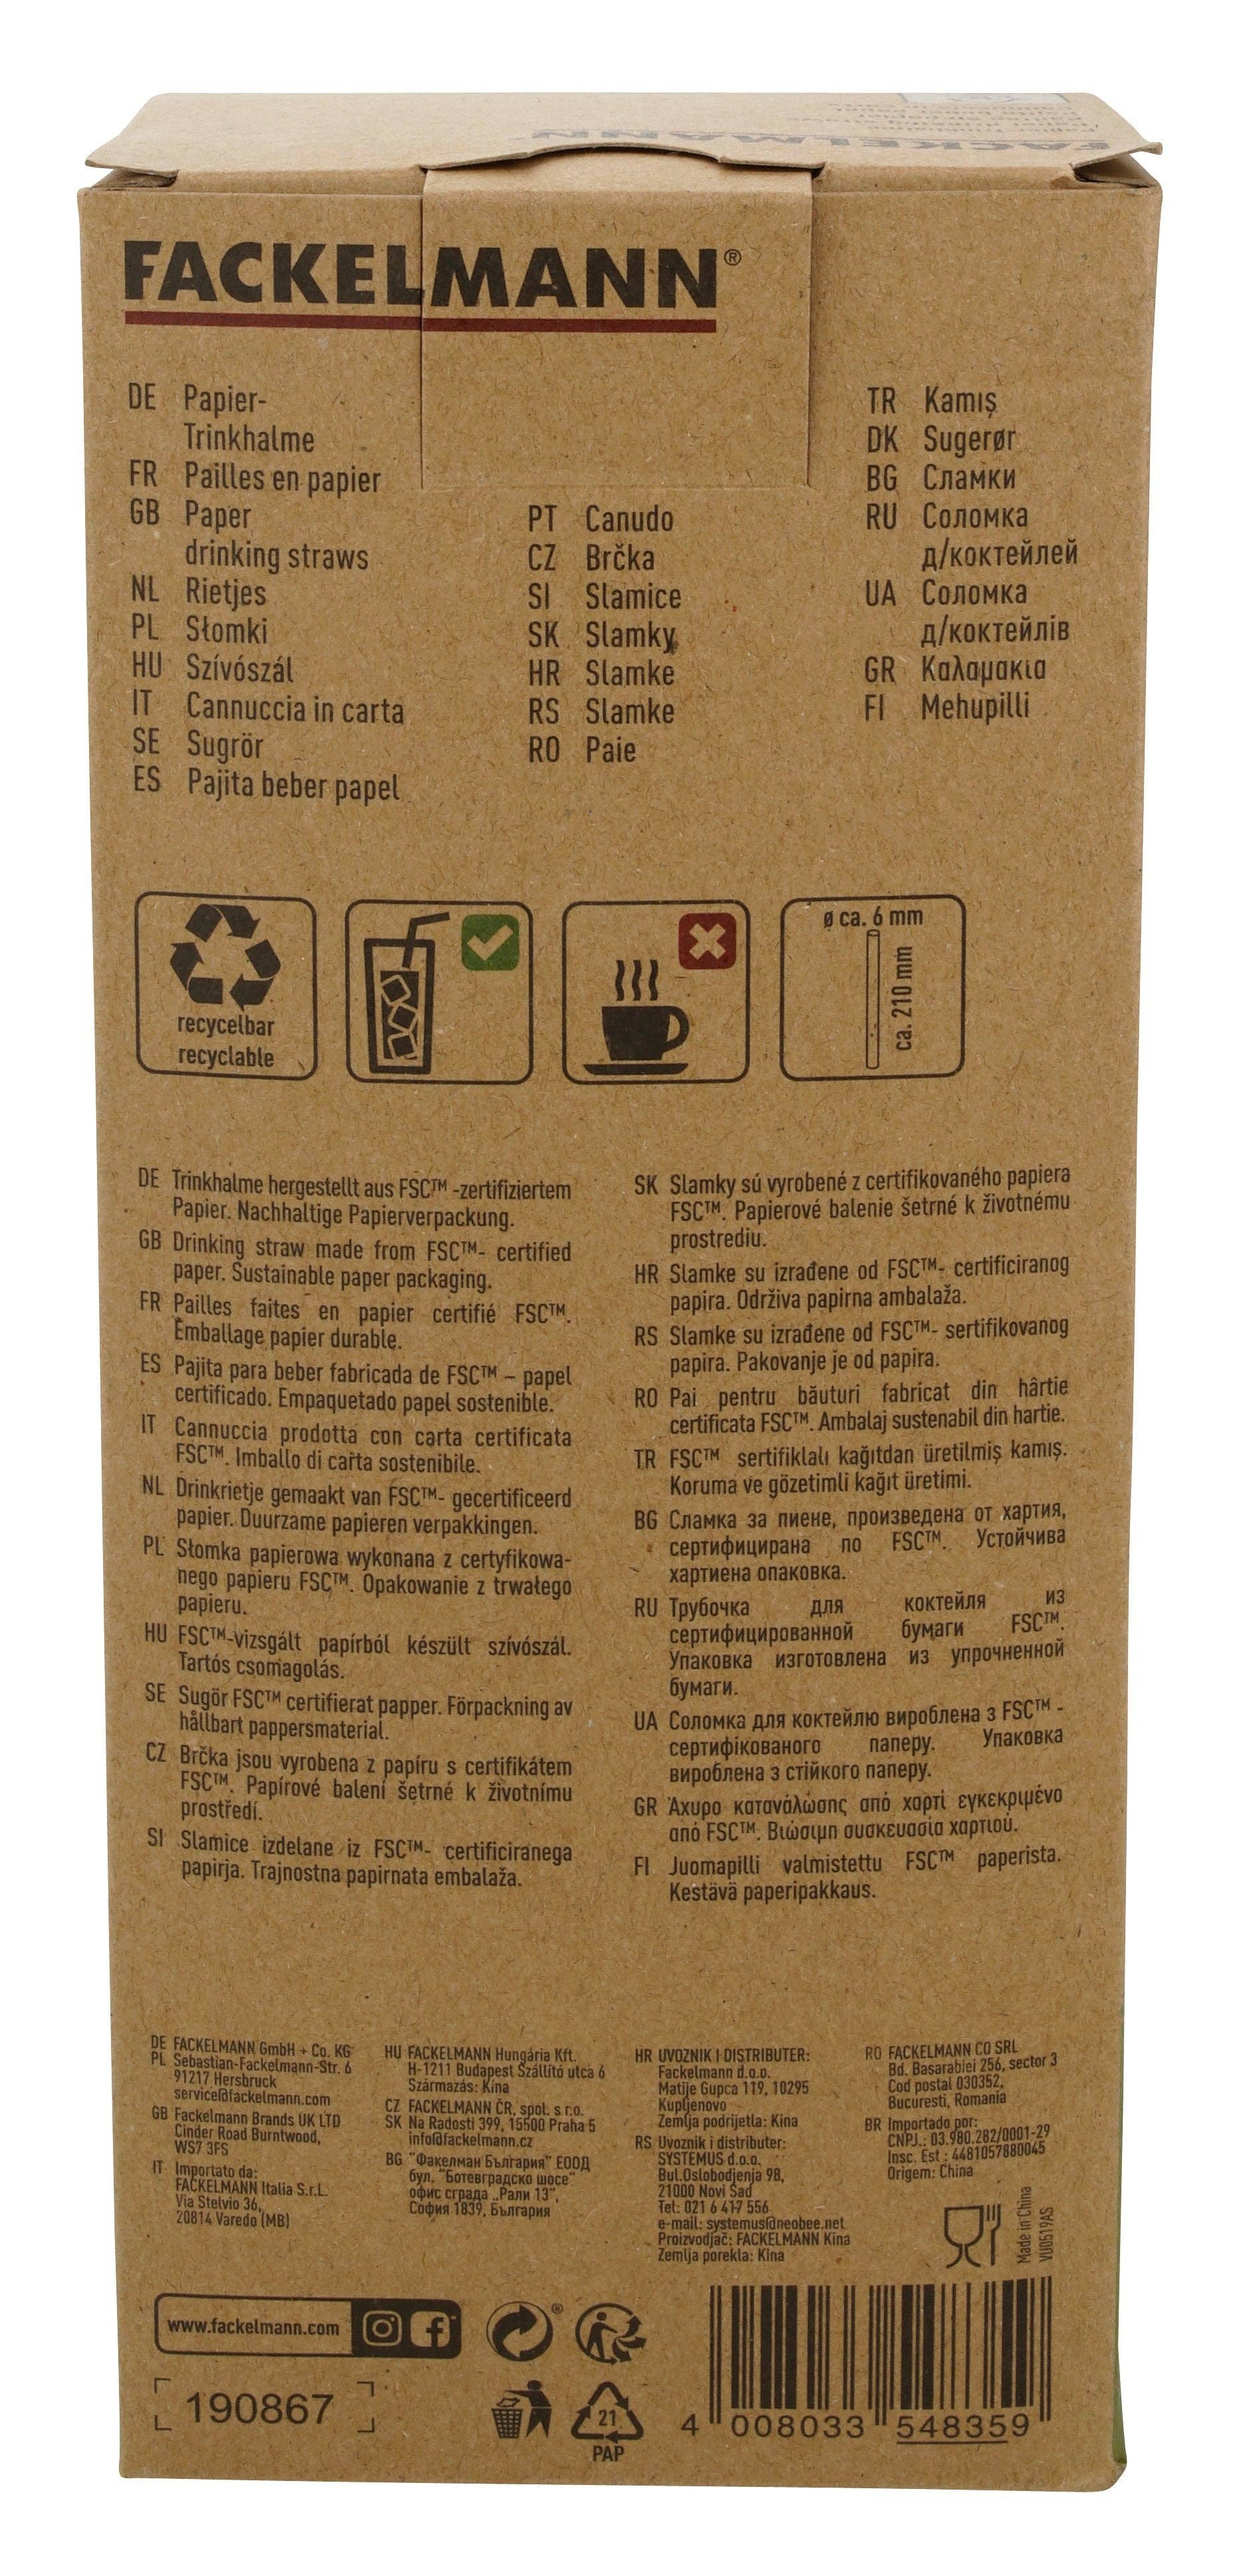 FACKELMANN
FACKELMANN®
DE Papier-
Trinkhalme
FR Pailles en papier
GB Paper
drinking straws
NL Rietjes
PL Słomki
HU Szívószál
IT Cannuccia in carta
SE Sugrör
ES Pajita beber papel
PT Canudo
CZ Brčka
SI Slamice
SK Slamky
HR Slamke
RS Slamke
RO Paie
TR Kamış
DK Sugerør
BG Сламки
RU Соломка
д/коктейлей
UA Соломка
д/коктейлів
GR Καλαμακια
FI Mehupilli
recycelbar
recyclable
ø ca. 6 mm
ca. 210 mm
DE Trinkhalme hergestellt aus FSC™ -zertifiziertem
Papier. Nachhaltige Papierverpackung.
GB Drinking straw made from FSC™- certified
paper. Sustainable paper packaging.
FR Pailles faites en papier certifié FSC™.
Emballage papier durable.
ES Pajita para beber fabricada de FSC™ – papel
certificado. Empaquetado papel sostenible.
IT Cannuccia prodotta con carta certificata
FSC™. Imballo di carta sostenibile.
NL Drinkrietje gemaakt van FSC™- gecertificeerd
papier. Duurzame papieren verpakkingen.
PL Słomka papierowa wykonana z certyfikowa-
nego papieru FSC™. Opakowanie z trwałego
papieru.
HU FSC™-vizsgált papírból készült szívószál.
Tartós csomagolás.
SE Sugör FSC™ certifierat papper. Förpackning av
hållbart pappersmaterial.
CZ Brčka jsou vyrobena z papíru s certifikátem
FSC™. Papírové balení šetrné k životnímu
prostředí.
SI Slamice izdelane iz FSC™- certificiranega
papirja. Trajnostna papirnata embalaža.
SK Slamky sú vyrobené z certifikovaného papiera
FSC™. Papierové balenie šetrné k životnému
prostrediu.
HR Slamke su izrađene od FSC™- certificiranog
papira. Održiva papirna ambalaža.
RS Slamke su izrađene od FSC™- sertifikovanog
papira. Pakovanje je od papira.
RO Pai pentru băuturi fabricat din hârtie
certificata FSC™. Ambalaj sustenabil din hartie.
TR FSC™ sertifiklalı kağıtdan üretilmiş kamış.
Koruma ve gözetimli kağıt üretimi.
BG Сламка за пиене, произведена от хартия,
сертифицирана по FSC™. Устойчива
хартиена опаковка.
RU Трубочка для коктейля из
сертифицированной бумаги FSC™.
Упаковка изготовлена из упрочненной
бумаги.
UA Соломка для коктейлю вироблена з FSC™ -
сертифікованого паперу. Упаковка
вироблена з стійкого паперу.
GR Άχυρο κατανάλωσης από χαρτί εγκεκριμένο
από FSC™. Βιώσιμη συσκευασία χαρτιού.
FI Juomapilli valmistettu FSC™ paperista.
Kestävä paperipakkaus.
DE FACKELMANN GmbH + Co. KG
PL Sebastian-Fackelmann-Str. 6
91217 Hersbruck
service@fackelmann.com
GB Fackelmann Brands UK LTD
Cinder Road Burntwood,
WS7 3FS
IT Importato da:
FACKELMANN Italia S.r.L.
Via Stelvio 36,
20814 Varedo (MB)
HU FACKELMANN Hungária Kft.
H-1211 Budapest Szállító utca 6
Származás: Kína
CZ FACKELMANN ČR, spol. s r.o.
SK Na Radosti 399, 15500 Praha 5
info@fackelmann.cz
BG "Факелман България" ЕООД
бул. "Ботевградско шосе"
офис сграда „Рали 13",
София 1839, България
HR UVOZNIK I DISTRIBUTER:
Fackelmann d.o.o.
Matije Gupca 119, 10295
Kupljenovo
Zemlja podrijetla: Kina
RS Uvoznik i distributer:
SYSTEMUS d.o.o.
Bul.Oslobodjenja 98,
21000 Novi Sad
Tel: 021 6 417 556
e-mail: systemus@neobee.net
Proizvodjač: FACKELMANN Kina
Zemlja porekla: Kina
RO FACKELMANN CO SRL
Bd. Basarabiei 256, sector 3
Cod postal 030352,
Bucuresti, Romania
BR Importado por:
CNPJ.: 03.980.282/0001-29
Insc. Est : 4481057880045
Origem: China
Made in China
VU0519AS
www.fackelmann.com
®
190867
21
PAP
4 008033 548359